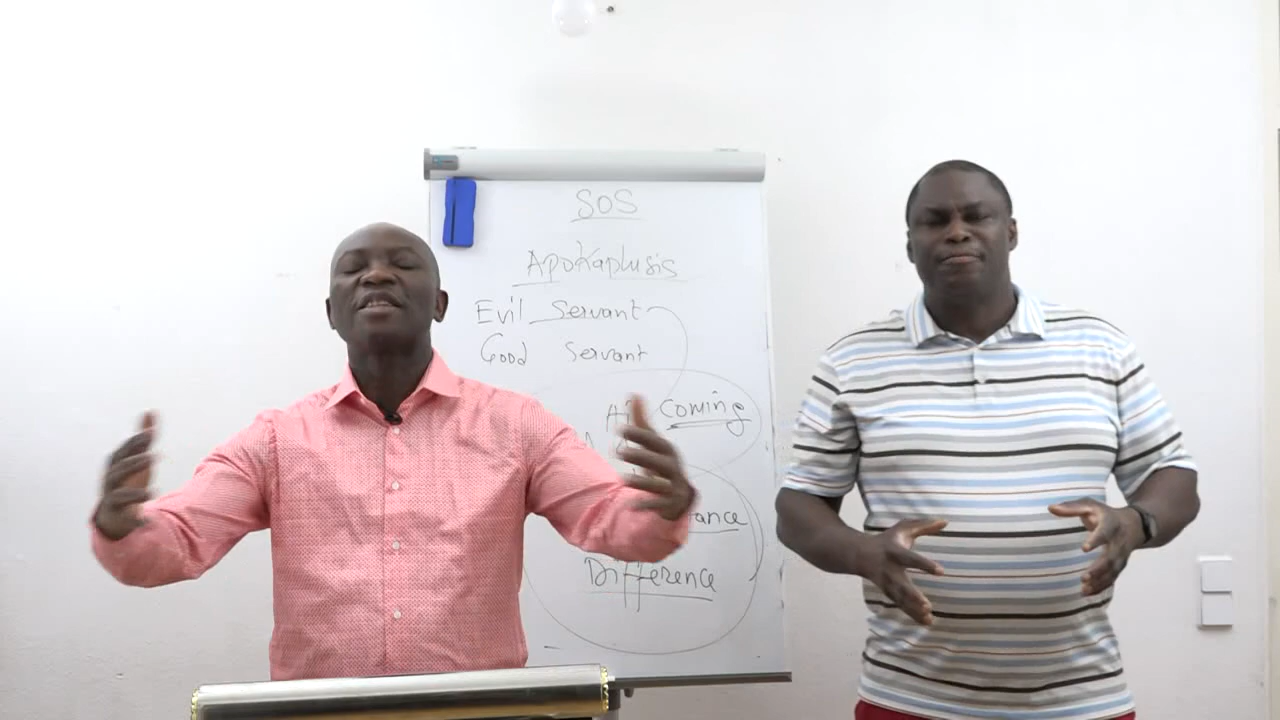 SOS
Apokaplusis
Evil Servant
Good Servant
Coming
Difference